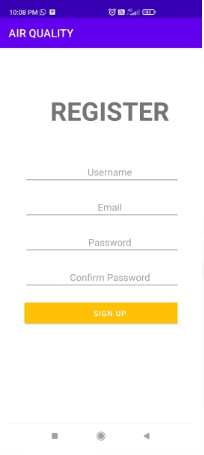 10:08 PM
AIR QUALITY
REGISTER
Username
Email
Password
Confirm Password
SIGN UP